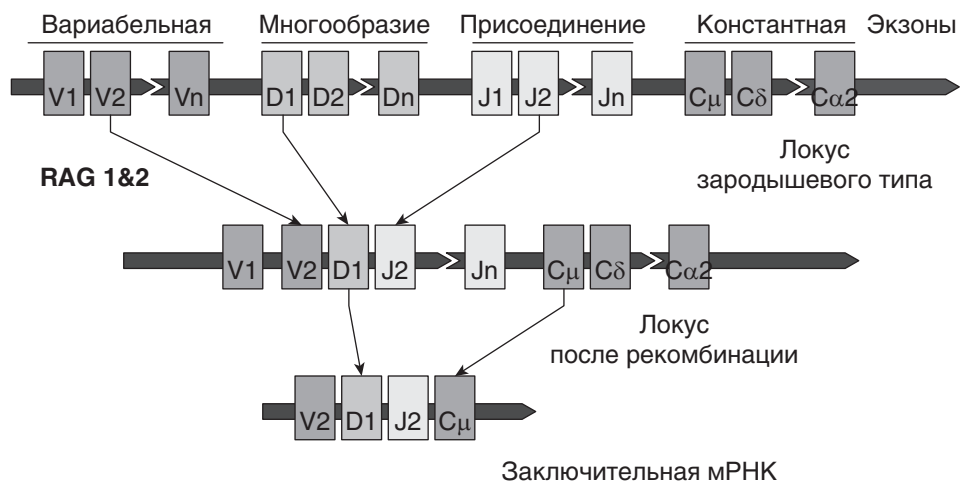 Вариабельная Многообразие Присоединение Константная Экзоны
V1 V2 Vn D1 D2 Dn J1 J2 Jn Cμ Cδ Cα2
Локус
RAG 1&2 зародышевого типа
V1 V2 D1 J2 Jn Cμ Cδ Cα2
Локус
после рекомбинации
V2 D1 J2 Cμ
Заключительная мРНК